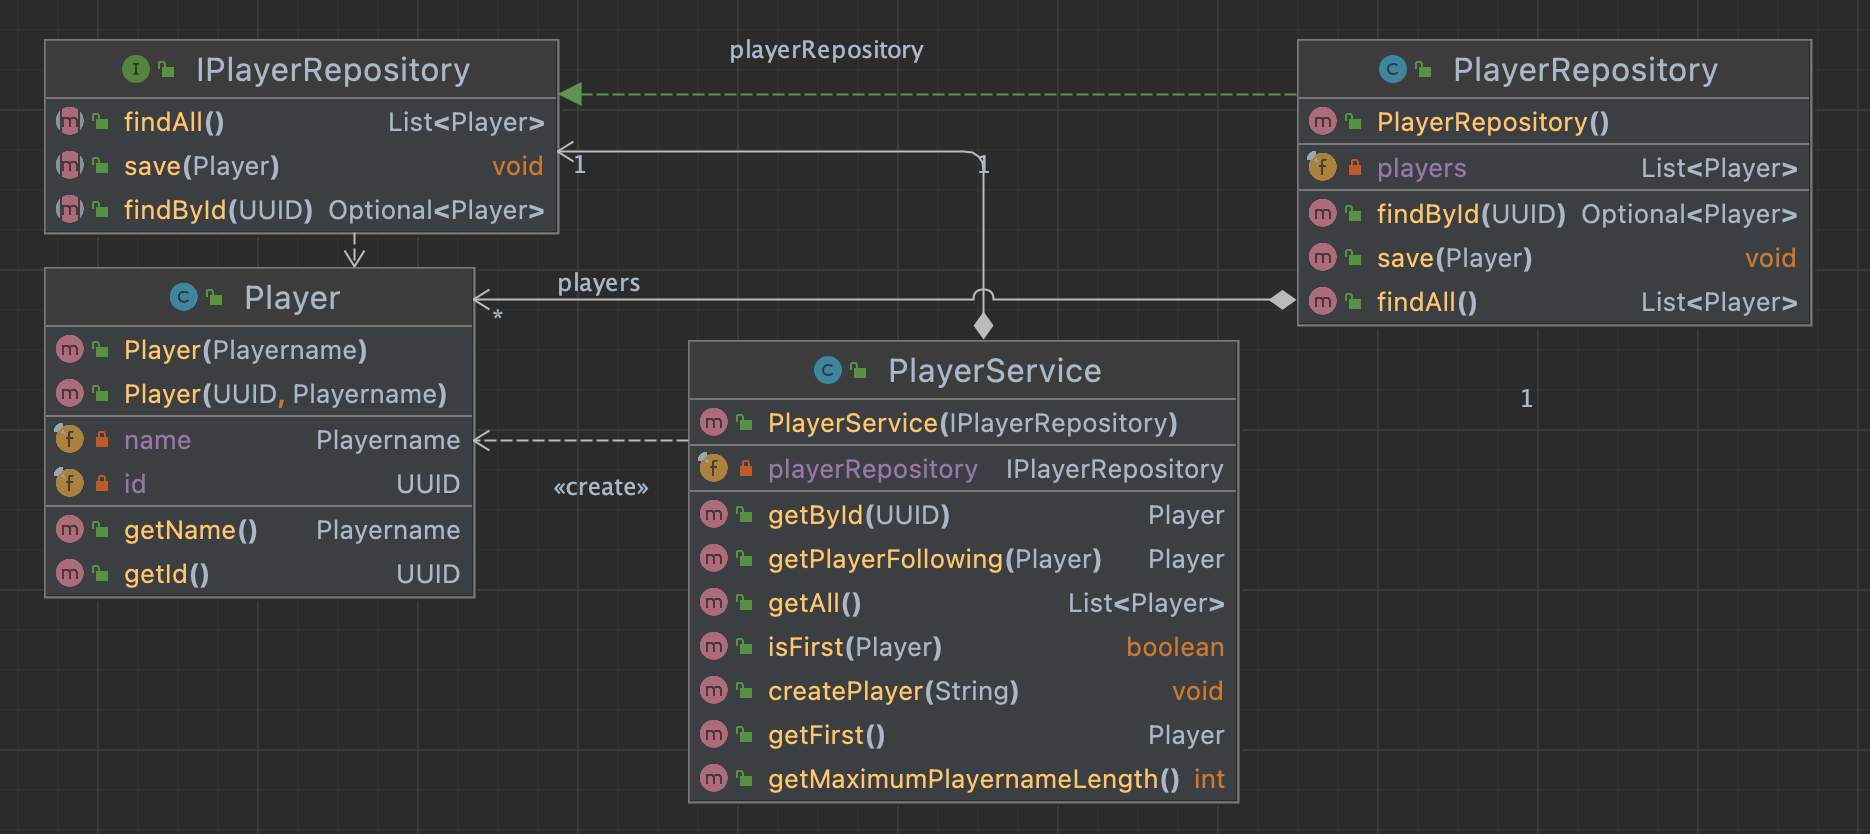 IPlayerRepository
findAll() List<Player>
save(Player) void
findById(UUID) Optional<Player>
playerRepository
1
1
PlayerRepository
PlayerRepository()
players List<Player>
findById(UUID) Optional<Player>
save(Player) void
findAll() List<Player>
1
Player
Player(Playername)
Player(UUID, Playername)
name Playername
id UUID
getName() Playername
getId() UUID
players
*
«create»
PlayerService
PlayerService(IPlayerRepository)
playerRepository IPlayerRepository
getById(UUID) Player
getPlayerFollowing(Player) Player
getAll() List<Player>
isFirst(Player) boolean
createPlayer(String) void
getFirst() Player
getMaximumPlayernameLength() int